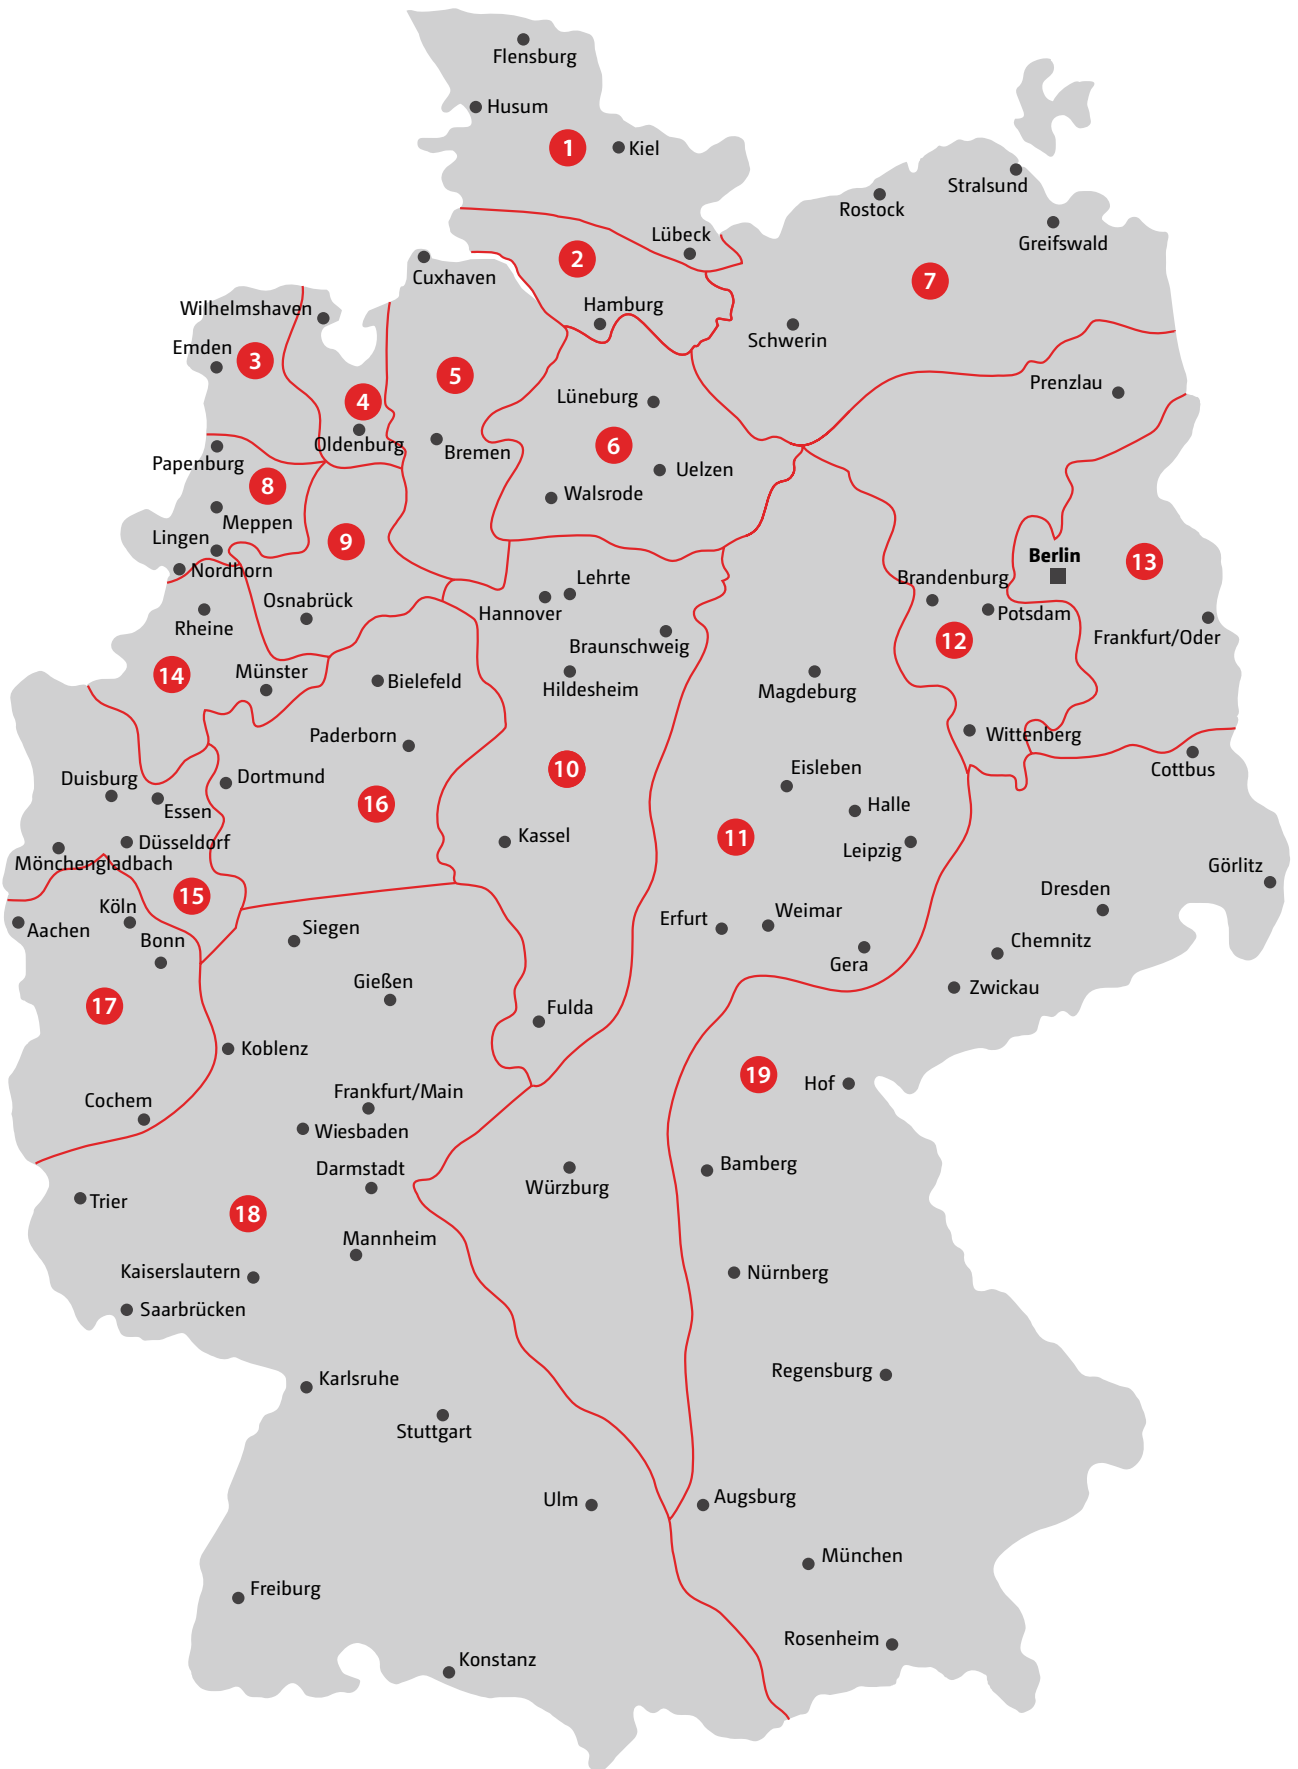 Flensburg
Husum
1
Kiel
Stralsund
Rostock
Lübeck
Greifswald
2
Cuxhaven
7
Hamburg
Wilhelmshaven
Schwerin
Emden
3
5
Prenzlau
4
Lüneburg
Oldenburg
6
Bremen
Papenburg
Uelzen
8
Walsrode
Meppen
Lingen
9
Berlin
13
Nordhorn
Lehrte
Brandenburg
Osnabrück
Hannover
Potsdam
Rheine
Frankfurt/Oder
12
Braunschweig
14
Münster
Bielefeld
Hildesheim
Magdeburg
Paderborn
Wittenberg
10
Eisleben
Cottbus
Duisburg
Dortmund
16
Halle
Essen
Kassel
11
Düsseldorf
Leipzig
Mönchengladbach
Görlitz
15
Dresden
Köln
Weimar
Erfurt
Aachen
Siegen
Bonn
Chemnitz
Gera
Gießen
Zwickau
17
Fulda
Koblenz
19
Hof
Frankfurt/Main
Cochem
Wiesbaden
Darmstadt
Bamberg
Würzburg
Trier
18
Mannheim
Kaiserslautern
Nürnberg
Saarbrücken
Regensburg
Karlsruhe
Stuttgart
Ulm
Augsburg
München
Freiburg
Rosenheim
Konstanz